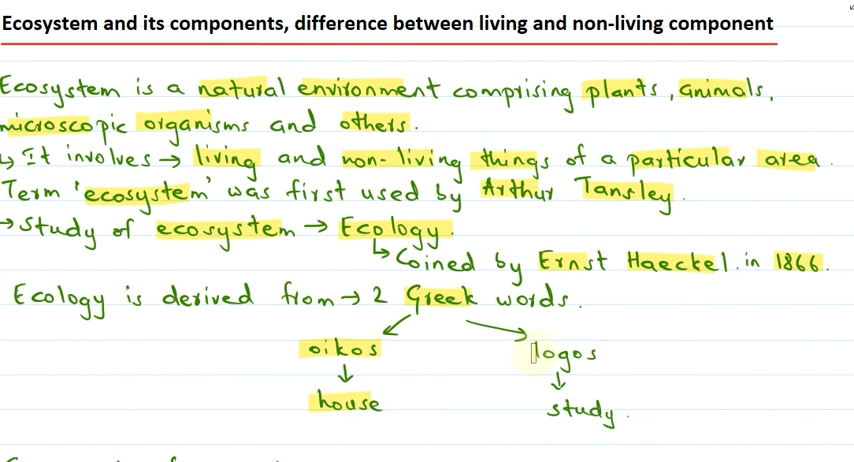 Ecosystem and its components, difference between living and non-living component
Ecosystem is a natural environment comprising plants, animals,
microscopic organisms and others.
↳ It involves → living and non-living things of a particular area.
Term 'ecosystem' was first used by Arthur Tansley.
→ Study of ecosystem → Ecology.
↳ Coined by Ernst Haeckel. in 1866.
Ecology is derived from → 2 Greek words.
oikos logos
↓ ↓
house study.